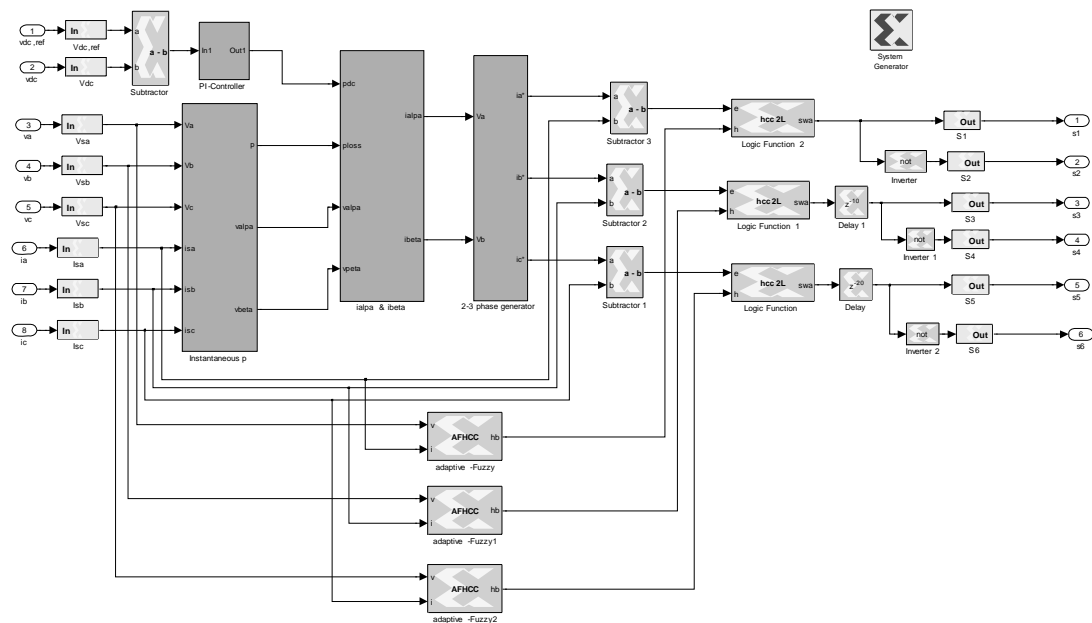 1
vdc,ref
In
Vdc,ref
2
vdc
In
Vdc
a
b
a - b
Subtractor
In1
Out1
PI-Controller
System
Generator
3
va
In
Vsa
4
vb
In
Vsb
5
vc
In
Vsc
6
ia
In
Isa
7
ib
In
Isb
8
ic
In
Isc
Va
Vb
Vc
isa
isb
isc
p
valpa
vbeta
Instantaneous p
pdc
ploss
valpa
vpeta
ialpa
ibeta
ialpa & ibeta
Va
Vb
ia*
ib*
ic*
2-3 phase generator
a
b
a - b
Subtractor 3
a
b
a - b
Subtractor 2
a
b
a - b
Subtractor 1
e
h
hcc 2L
swa
Logic Function 2
e
h
hcc 2L
swa
Logic Function 1
e
h
hcc 2L
swa
Logic Function
z-10
Delay 1
z-20
Delay
Out
S1
1
s1
not
Inverter
Out
S2
2
s2
Out
S3
3
s3
not
Inverter 1
Out
S4
4
s4
Out
S5
5
s5
not
Inverter 2
Out
S6
6
s6
v
i
AFHCC
hb
adaptive -Fuzzy
v
i
AFHCC
hb
adaptive -Fuzzy1
v
i
AFHCC
hb
adaptive -Fuzzy2